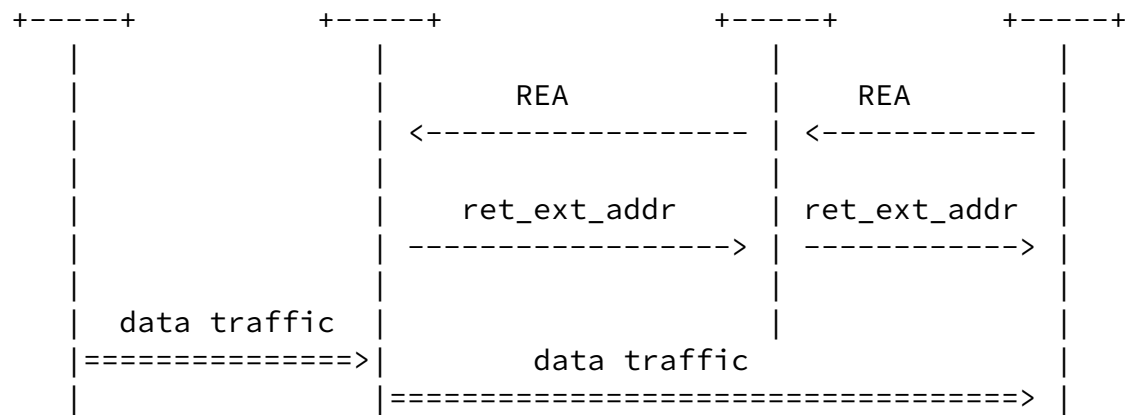 +-----+ +-----+ +-----+ +-----+
| | | |
| | REA | REA |
| | <------------------ | <------------ |
| | | |
| | ret_ext_addr | ret_ext_addr |
| | ------------------> | ------------> |
| | | |
| data traffic | | |
|===============>| data traffic |
| |====================================> |